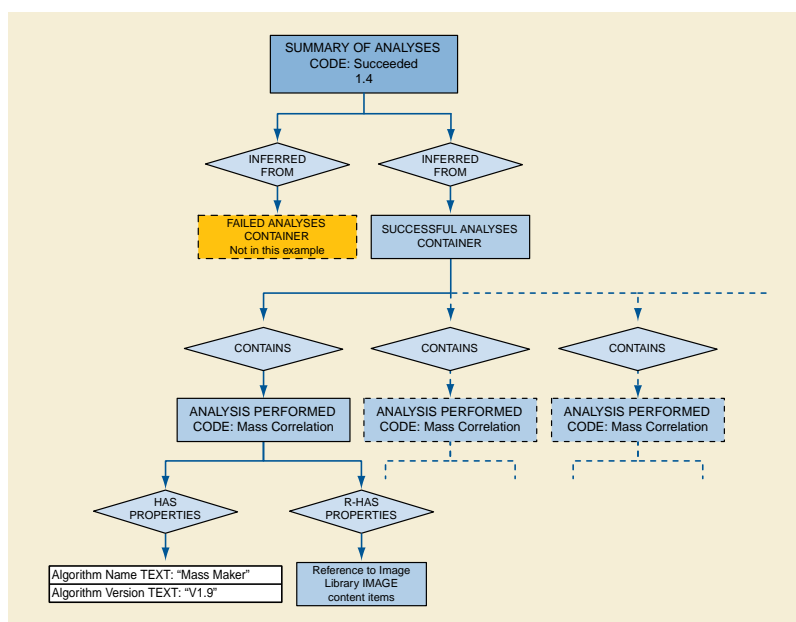 SUMMARY OF ANALYSES
CODE: Succeeded
1.4
INFERRED
FROM
INFERRED
FROM
FAILED ANALYSES
CONTAINER
Not in this example
SUCCESSFUL ANALYSES
CONTAINER
CONTAINS
CONTAINS
CONTAINS
ANALYSIS PERFORMED
CODE: Mass Correlation
ANALYSIS PERFORMED
CODE: Mass Correlation
ANALYSIS PERFORMED
CODE: Mass Correlation
HAS
PROPERTIES
R-HAS
PROPERTIES
Algorithm Name TEXT: “Mass Maker”
Algorithm Version TEXT: “V1.9”
Reference to Image
Library IMAGE
content items